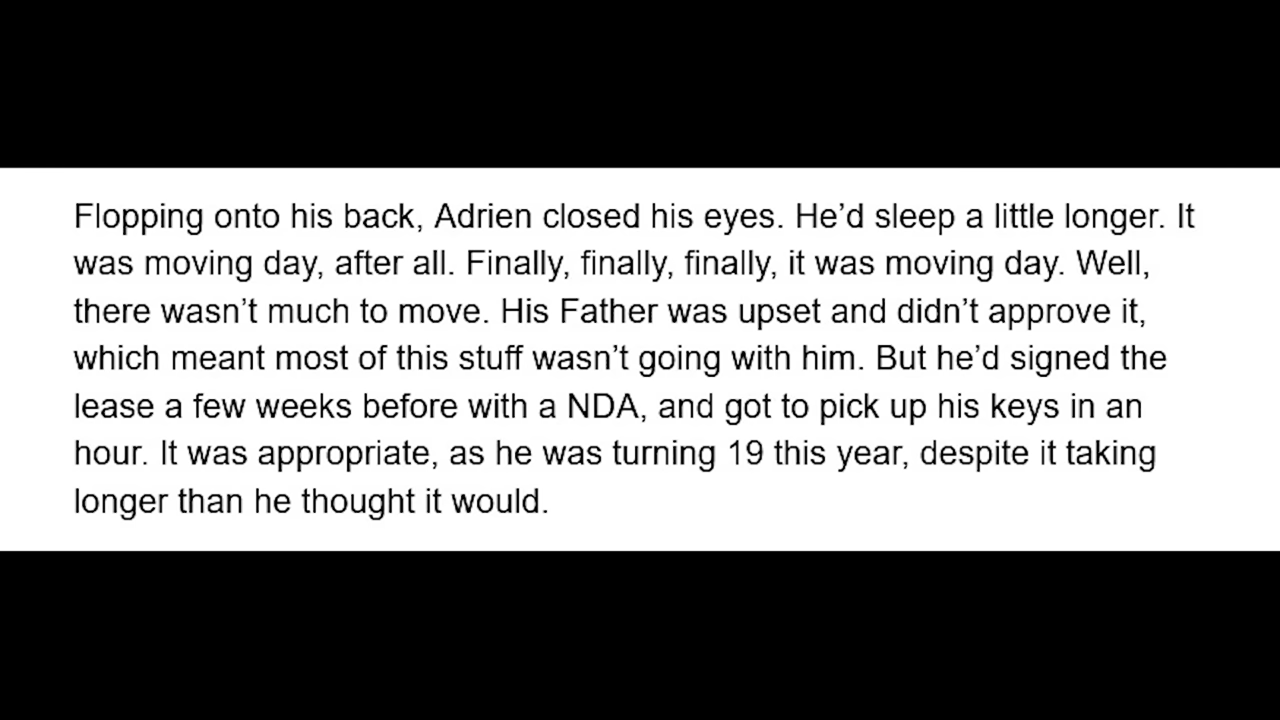 Flopping onto his back, Adrien closed his eyes. He’d sleep a little longer. It
was moving day, after all. Finally, finally, finally, it was moving day. Well,
there wasn’t much to move. His Father was upset and didn’t approve it,
which meant most of this stuff wasn’t going with him. But he’d signed the
lease a few weeks before with a NDA, and got to pick up his keys in an
hour. It was appropriate, as he was turning 19 this year, despite it taking
longer than he thought it would.